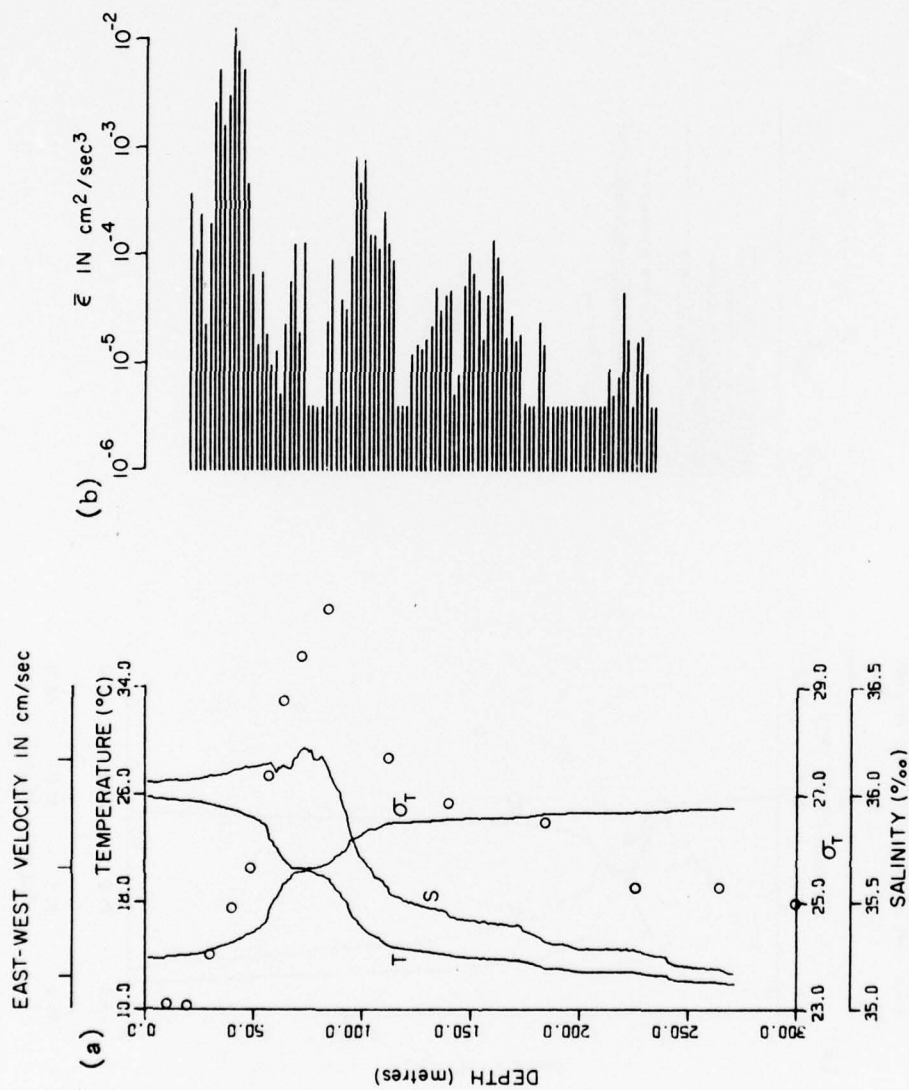 (a)
EAST-WEST VELOCITY IN cm/sec
TEMPERATURE (°C)
10.0 18.0 26.0 34.0
DEPTH (metres)
0.0
50.0
100.0
150.0
200.0
250.0
300.0
T
S
σT
23.0 25.0 27.0 29.0
σT
35.0 35.5 36.0 36.5
SALINITY (°/oo)
(b)
ε̄ IN cm²/sec³
10⁻⁶ 10⁻⁵ 10⁻⁴ 10⁻³ 10⁻²